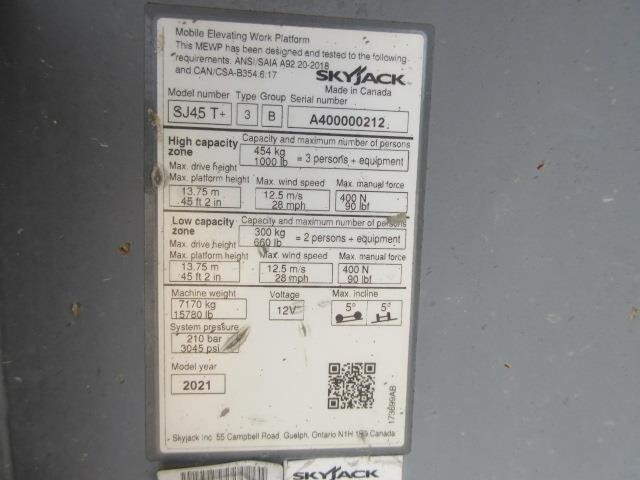 Mobile Elevating Work Platform
This MEWP has been designed and tested to the following
requirements: ANSI/SAIA A92.20-2018
and CAN/CSA-B354.6:17
SKYJACK
Made in Canada
Model number Type Group Serial number
SJ45 T+ 3 B A400000212
High capacity zone
Capacity and maximum number of persons
454 kg
1000 lb = 3 persons + equipment
Max. drive height
Max. platform height Max. wind speed Max. manual force
13.75 m 12.5 m/s 400 N
45 ft 2 in 28 mph 90 lbf
Low capacity zone
Capacity and maximum number of persons
300 kg
660 lb = 2 persons + equipment
Max. drive height
Max. platform height Max. wind speed Max. manual force
13.75 m 12.5 m/s 400 N
45 ft 2 in 28 mph 90 lbf
Machine weight Voltage Max. incline
7170 kg 12V 5° 5°
15780 lb
System pressure
210 bar
3045 psi
Model year
2021
173699AB
Skyjack Inc. 55 Campbell Road, Guelph, Ontario N1H 1B9 Canada
SKYJACK